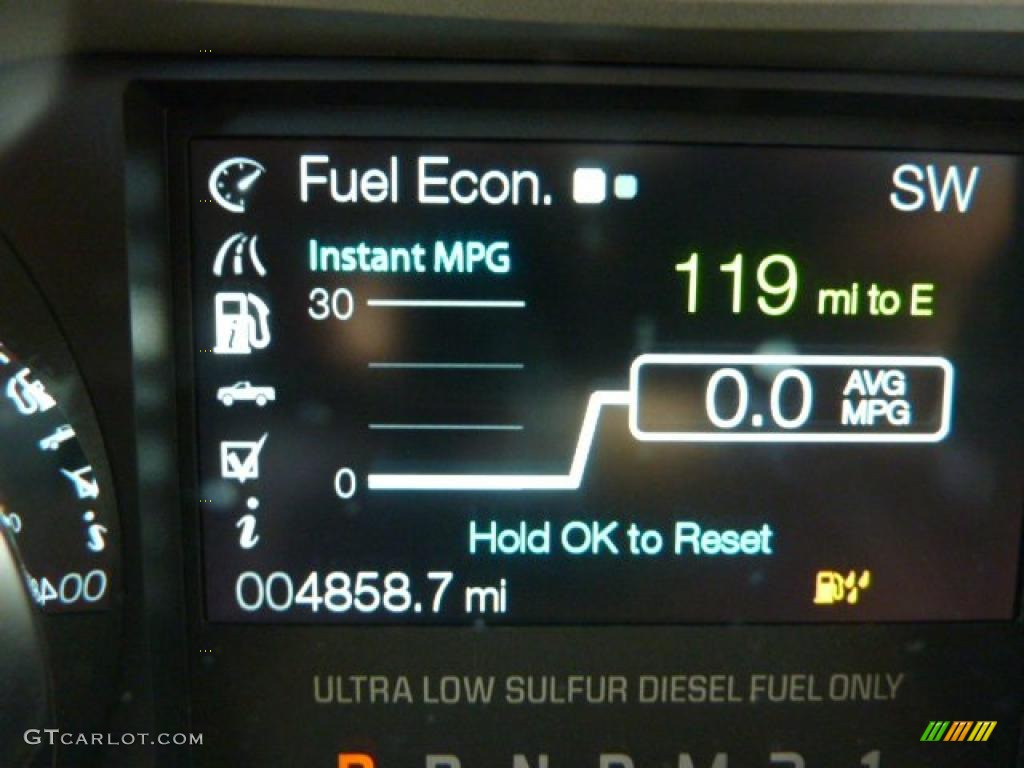 Fuel Econ.
SW
Instant MPG
30
119 mi to E
0.0 AVG MPG
0
Hold OK to Reset
004858.7 mi
ULTRA LOW SULFUR DIESEL FUEL ONLY
GTCARLOT.COM